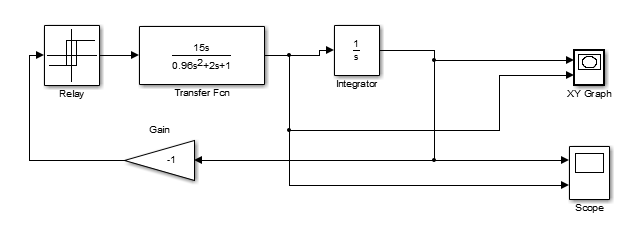 15s
0.96s²+2s+1
1
s
Relay
Transfer Fcn
Integrator
XY Graph
Gain
-1
Scope